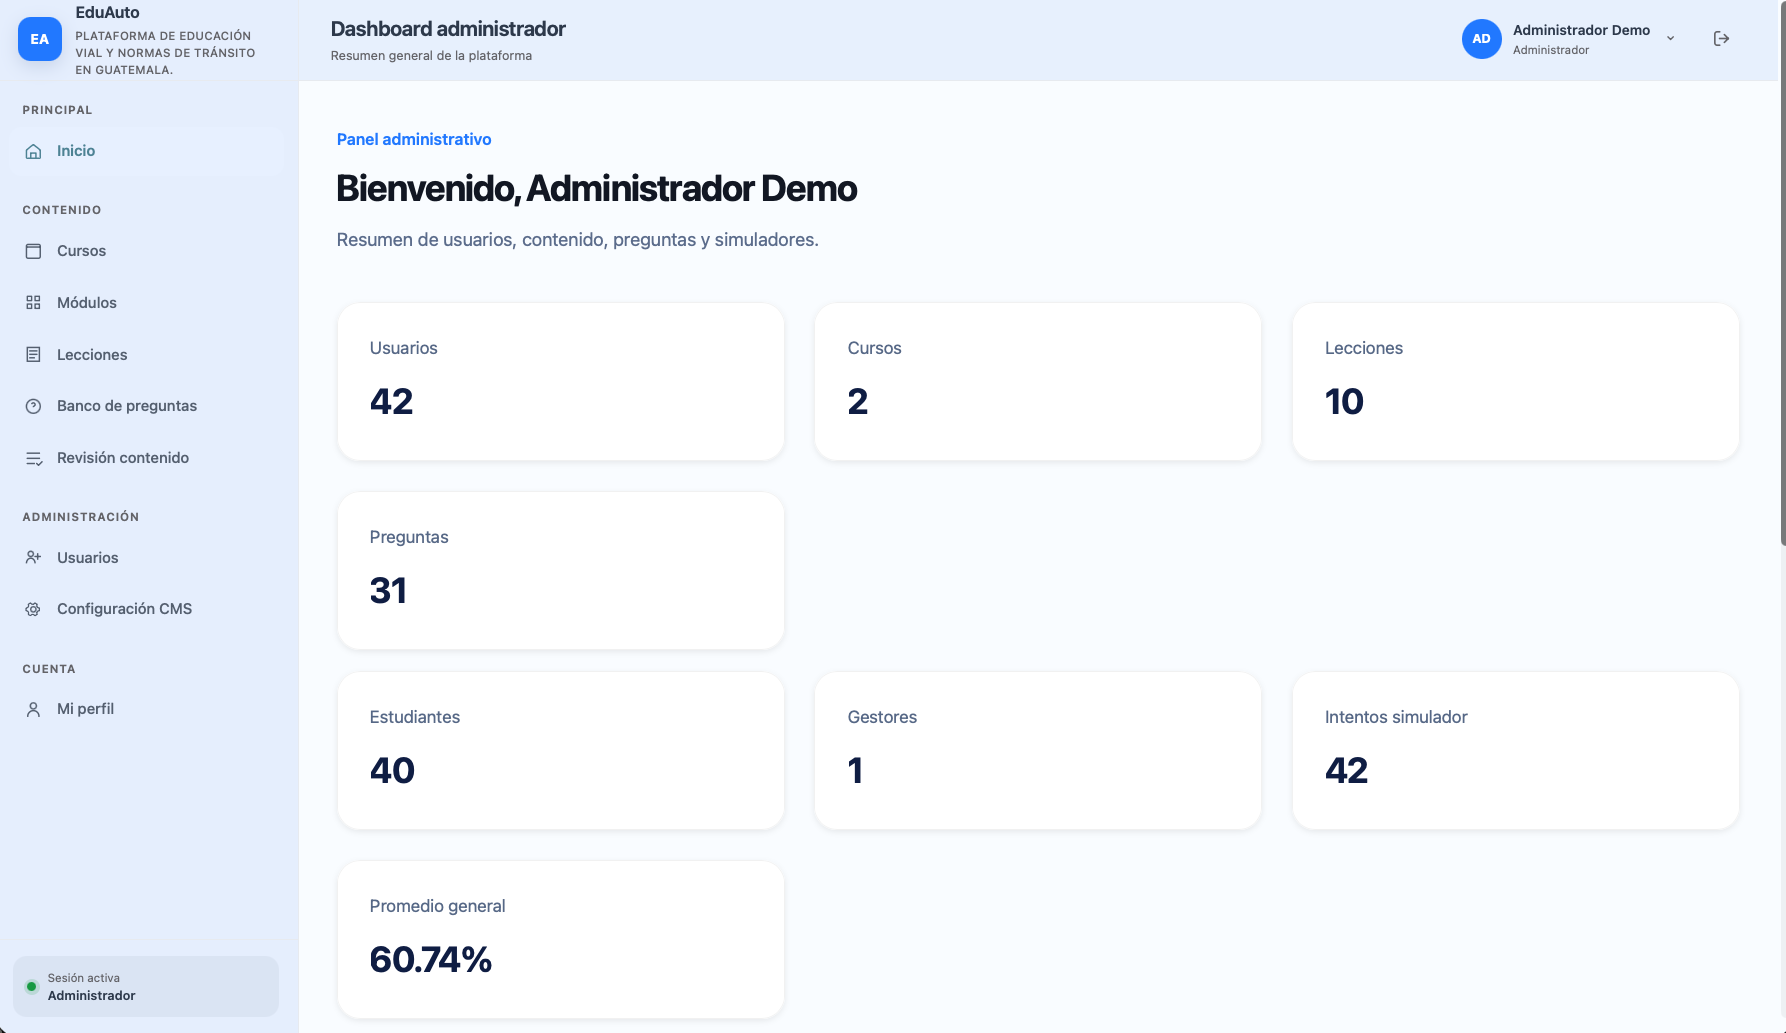 EA
EduAuto
PLATAFORMA DE EDUCACIÓN
VIAL Y NORMAS DE TRÁNSITO
EN GUATEMALA.
PRINCIPAL
Inicio
CONTENIDO
Cursos
Módulos
Lecciones
Banco de preguntas
Revisión contenido
ADMINISTRACIÓN
Usuarios
Configuración CMS
CUENTA
Mi perfil
Sesión activa
Administrador
Dashboard administrador
Resumen general de la plataforma
AD
Administrador Demo
Administrador
Panel administrativo
Bienvenido, Administrador Demo
Resumen de usuarios, contenido, preguntas y simuladores.
Usuarios
42
Cursos
2
Lecciones
10
Preguntas
31
Estudiantes
40
Gestores
1
Intentos simulador
42
Promedio general
60.74%